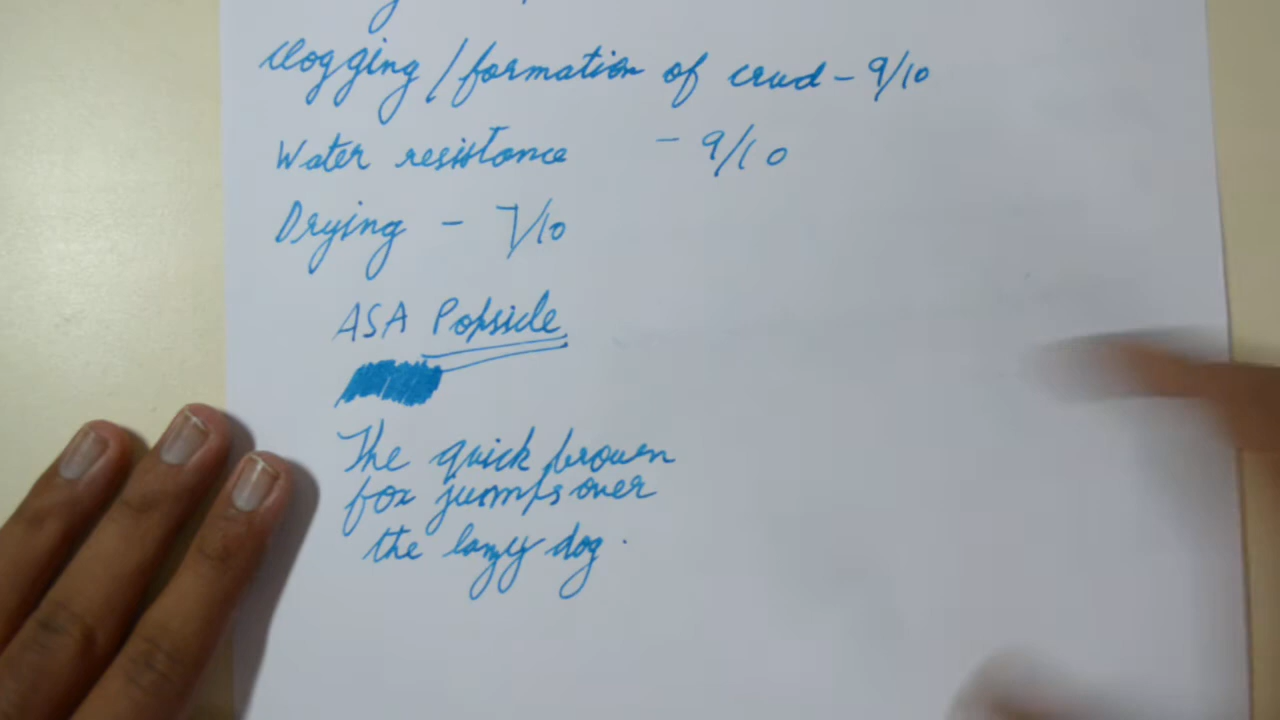 Clogging/formation of crud - 9/10
Water resistance - 9/10
Drying - 7/10
ASA Popsicle
The quick brown
fox jumps over
the lazy dog.